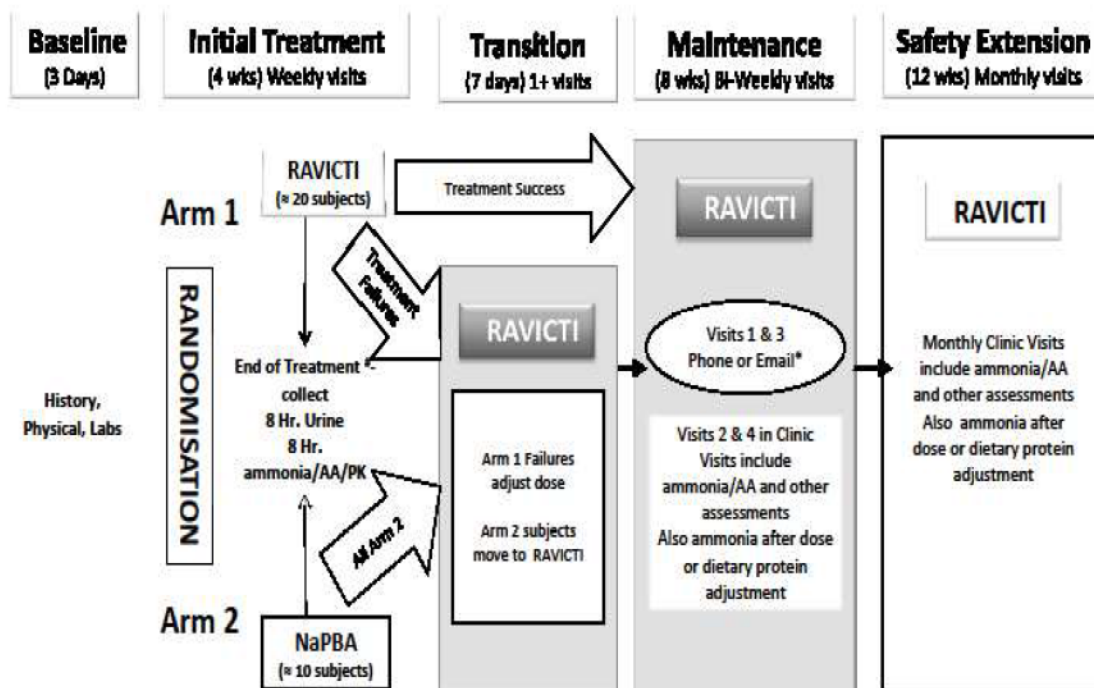 Baseline
(3 Days)
Initial Treatment
(4 wks) Weekly visits
Transition
(7 days) 1+ visits
Maintenance
(8 wks) Bi-Weekly visits
Safety Extension
(12 wks) Monthly visits
History,
Physical, Labs
RANDOMISATION
Arm 1
RAVICTI
(≈ 20 subjects)
Treatment Success
Treatment
Failures
End of Treatment *-
collect
8 Hr. Urine
8 Hr.
ammonia/AA/PK
All Arm 2
Arm 2
NaPBA
(≈ 10 subjects)
RAVICTI
Arm 1 Failures
adjust dose
Arm 2 subjects
move to RAVICTI
RAVICTI
Visits 1 & 3
Phone or Email*
Visits 2 & 4 in Clinic
Visits include
ammonia/AA and other
assessments
Also ammonia after dose
or dietary protein
adjustment
RAVICTI
Monthly Clinic Visits
include ammonia/AA
and other assessments
Also ammonia after
dose or dietary protein
adjustment